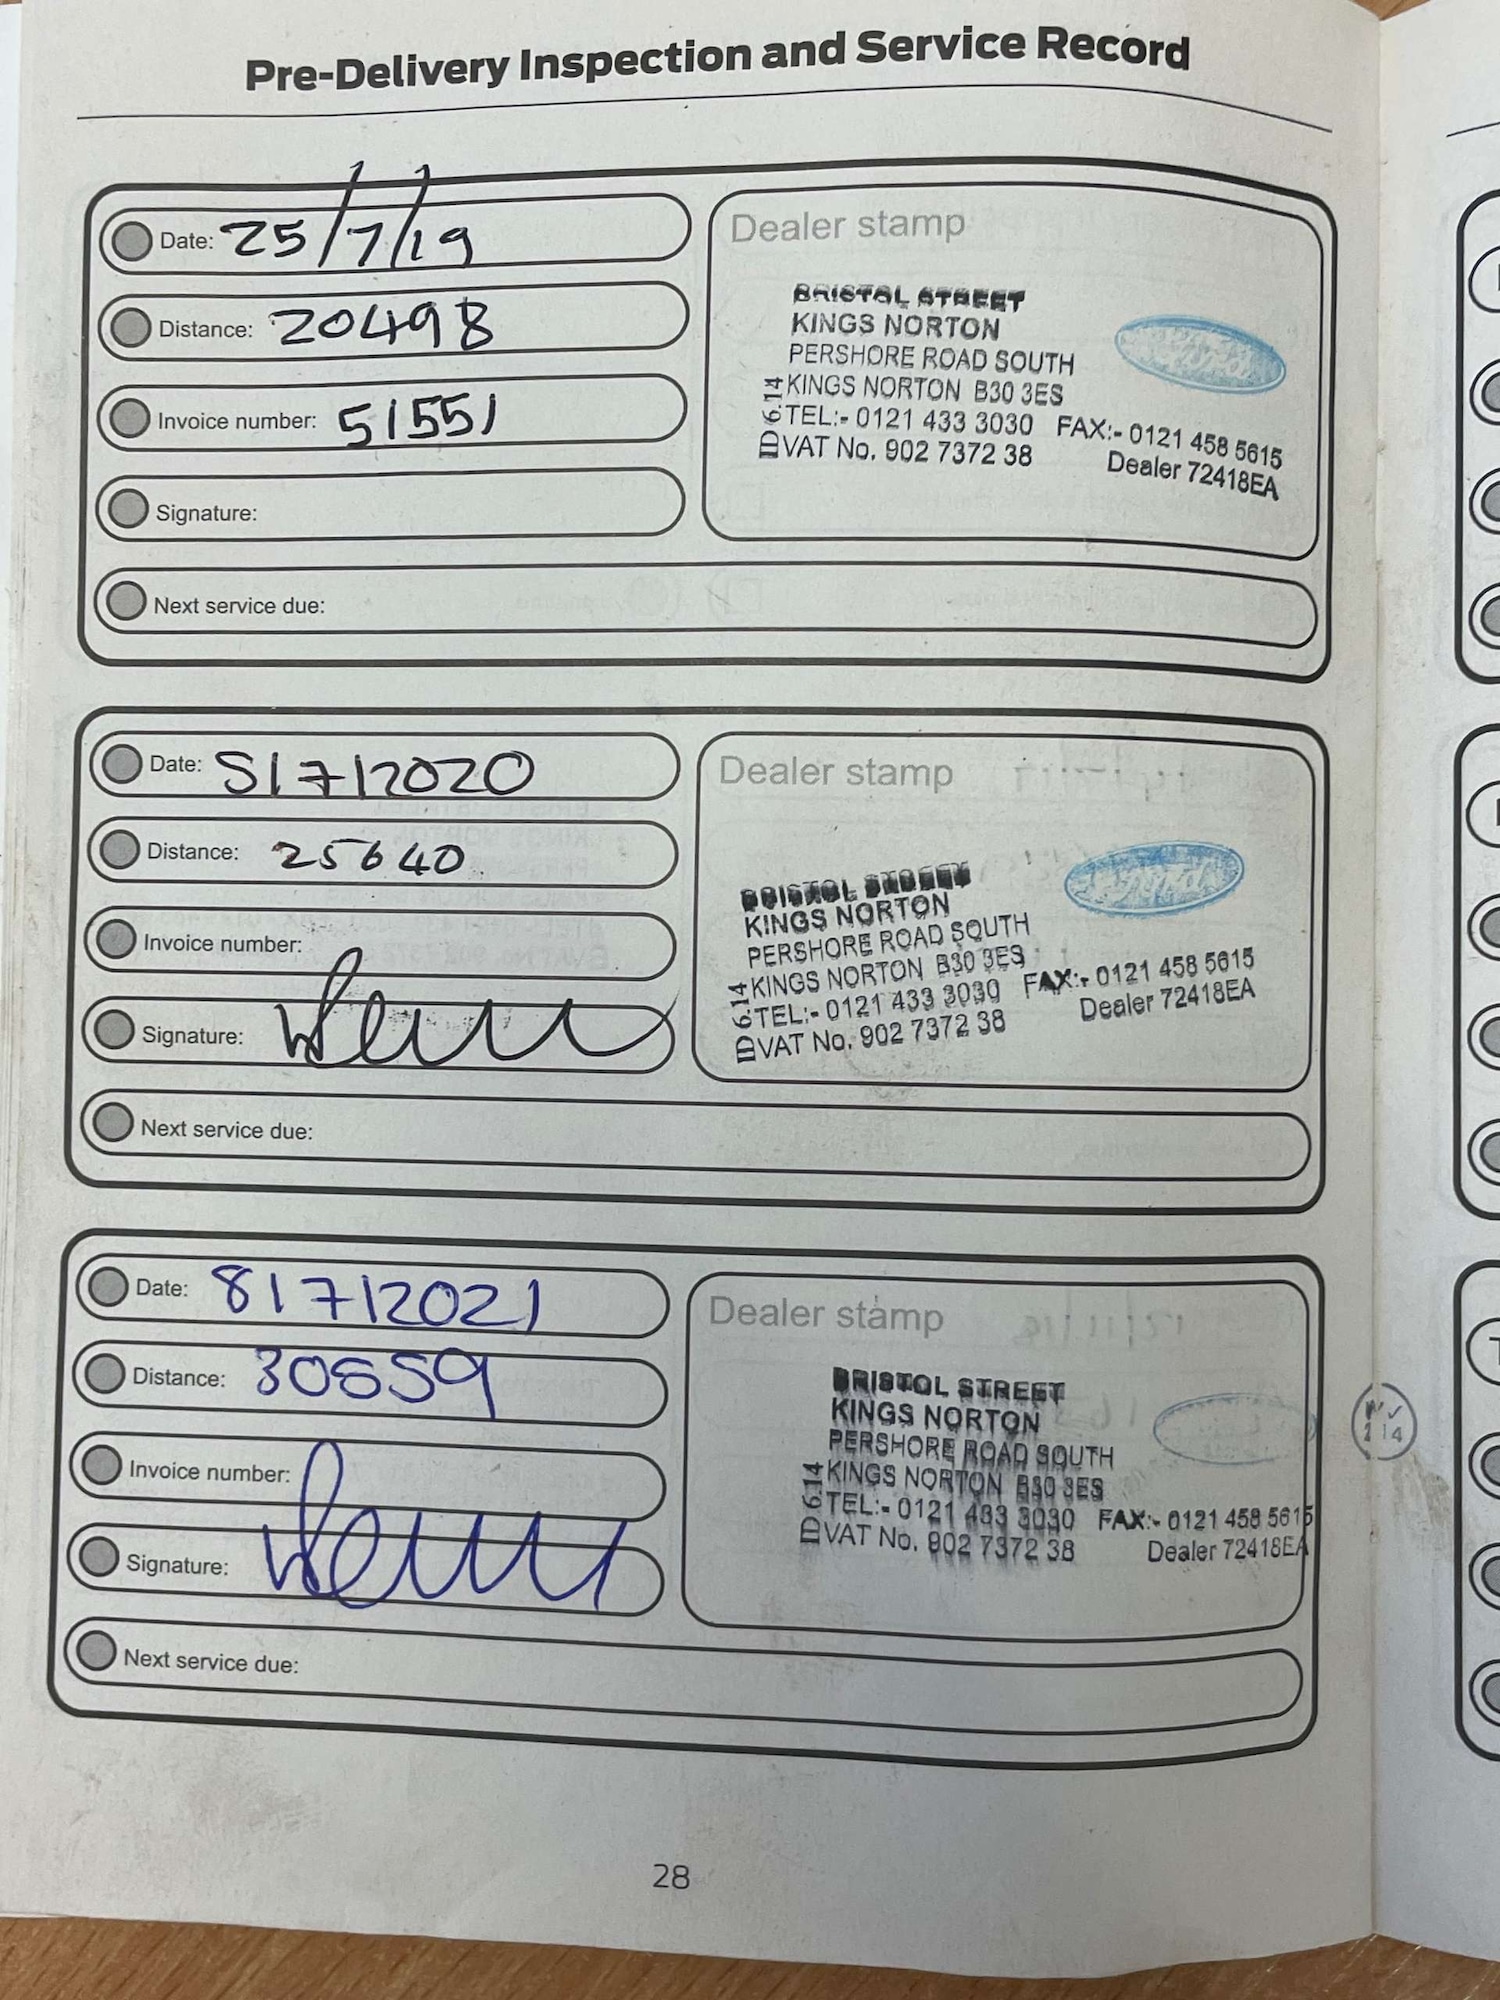 Pre-Delivery Inspection and Service Record
Date: 25/7/19
Distance: 20498
Invoice number: 51551
Signature:
Next service due:
Dealer stamp
BRISTOL STREET
KINGS NORTON
PERSHORE ROAD SOUTH
KINGS NORTON B30 3ES
TEL:- 0121 433 3030 FAX:- 0121 458 5615
VAT No. 902 7372 38 Dealer 72418EA
ID 6.14
Date: 5/7/2020
Distance: 25640
Invoice number:
Signature:
Next service due:
Dealer stamp
BRISTOL STREET
KINGS NORTON
PERSHORE ROAD SOUTH
KINGS NORTON B30 3ES
TEL:- 0121 433 3030 FAX:- 0121 458 5615
VAT No. 902 7372 38 Dealer 72418EA
ID 6.14
Date: 8/7/2021
Distance:
Invoice number:
Signature:
Next service due:
Dealer stamp
BRISTOL STREET
KINGS NORTON
PERSHORE ROAD SOUTH
KINGS NORTON B30 3ES
TEL:- 0121 433 3030 FAX:- 0121 458 5615
VAT No. 902 7372 38 Dealer 72418EA
ID 6.14
28